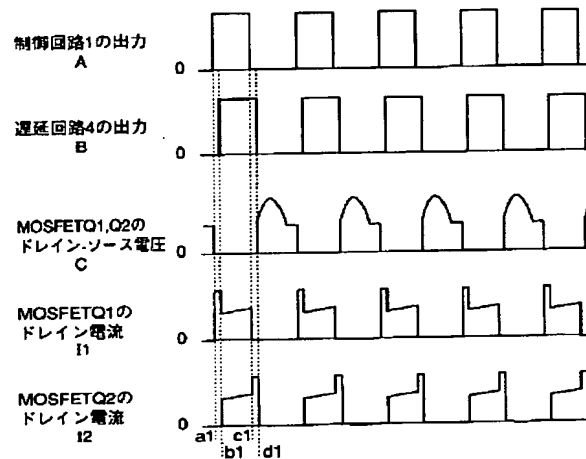 制御回路1の出力
A
0
遅延回路4の出力
B
0
MOSFETQ1,Q2の
ドレイン-ソース電圧
C
0
MOSFETQ1の
ドレイン電流
I1
0
MOSFETQ2の
ドレイン電流
I2
0
a1 c1
b1 d1